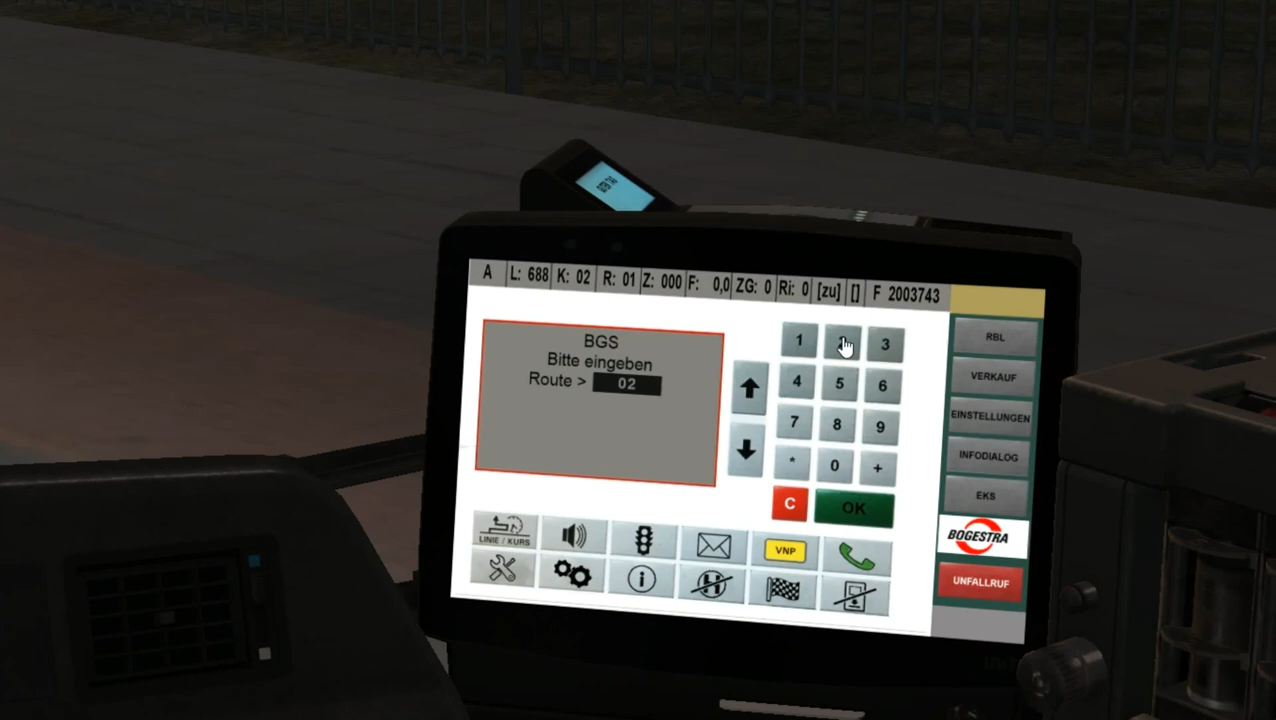 A L: 688 K: 02 R: 01 Z: 000 F: 0,0 ZG: 0 Ri: 0 [zu] [] F 2003743
BGS
Bitte eingeben
Route > 02
1 2 3
4 5 6
7 8 9
* 0 +
C OK
RBL
VERKAUF
EINSTELLUNGEN
INFODIALOG
EKS
BOGESTRA
UNFALLRUF
LINIE / KURS
VNP
H